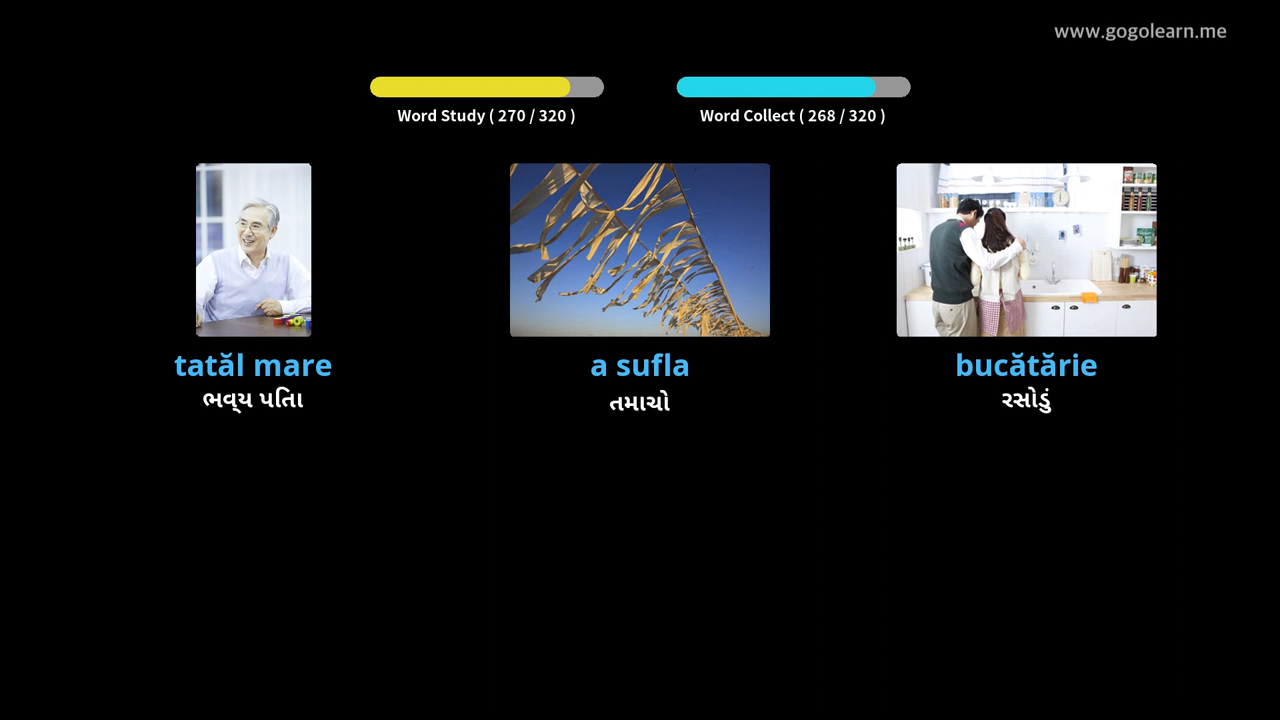 www.gogolearn.me
Word Study ( 270 / 320 )
Word Collect ( 268 / 320 )
tatăl mare
a sufla
bucătărie
ભવ્ય પતાિ
તમાચો
રસોડું